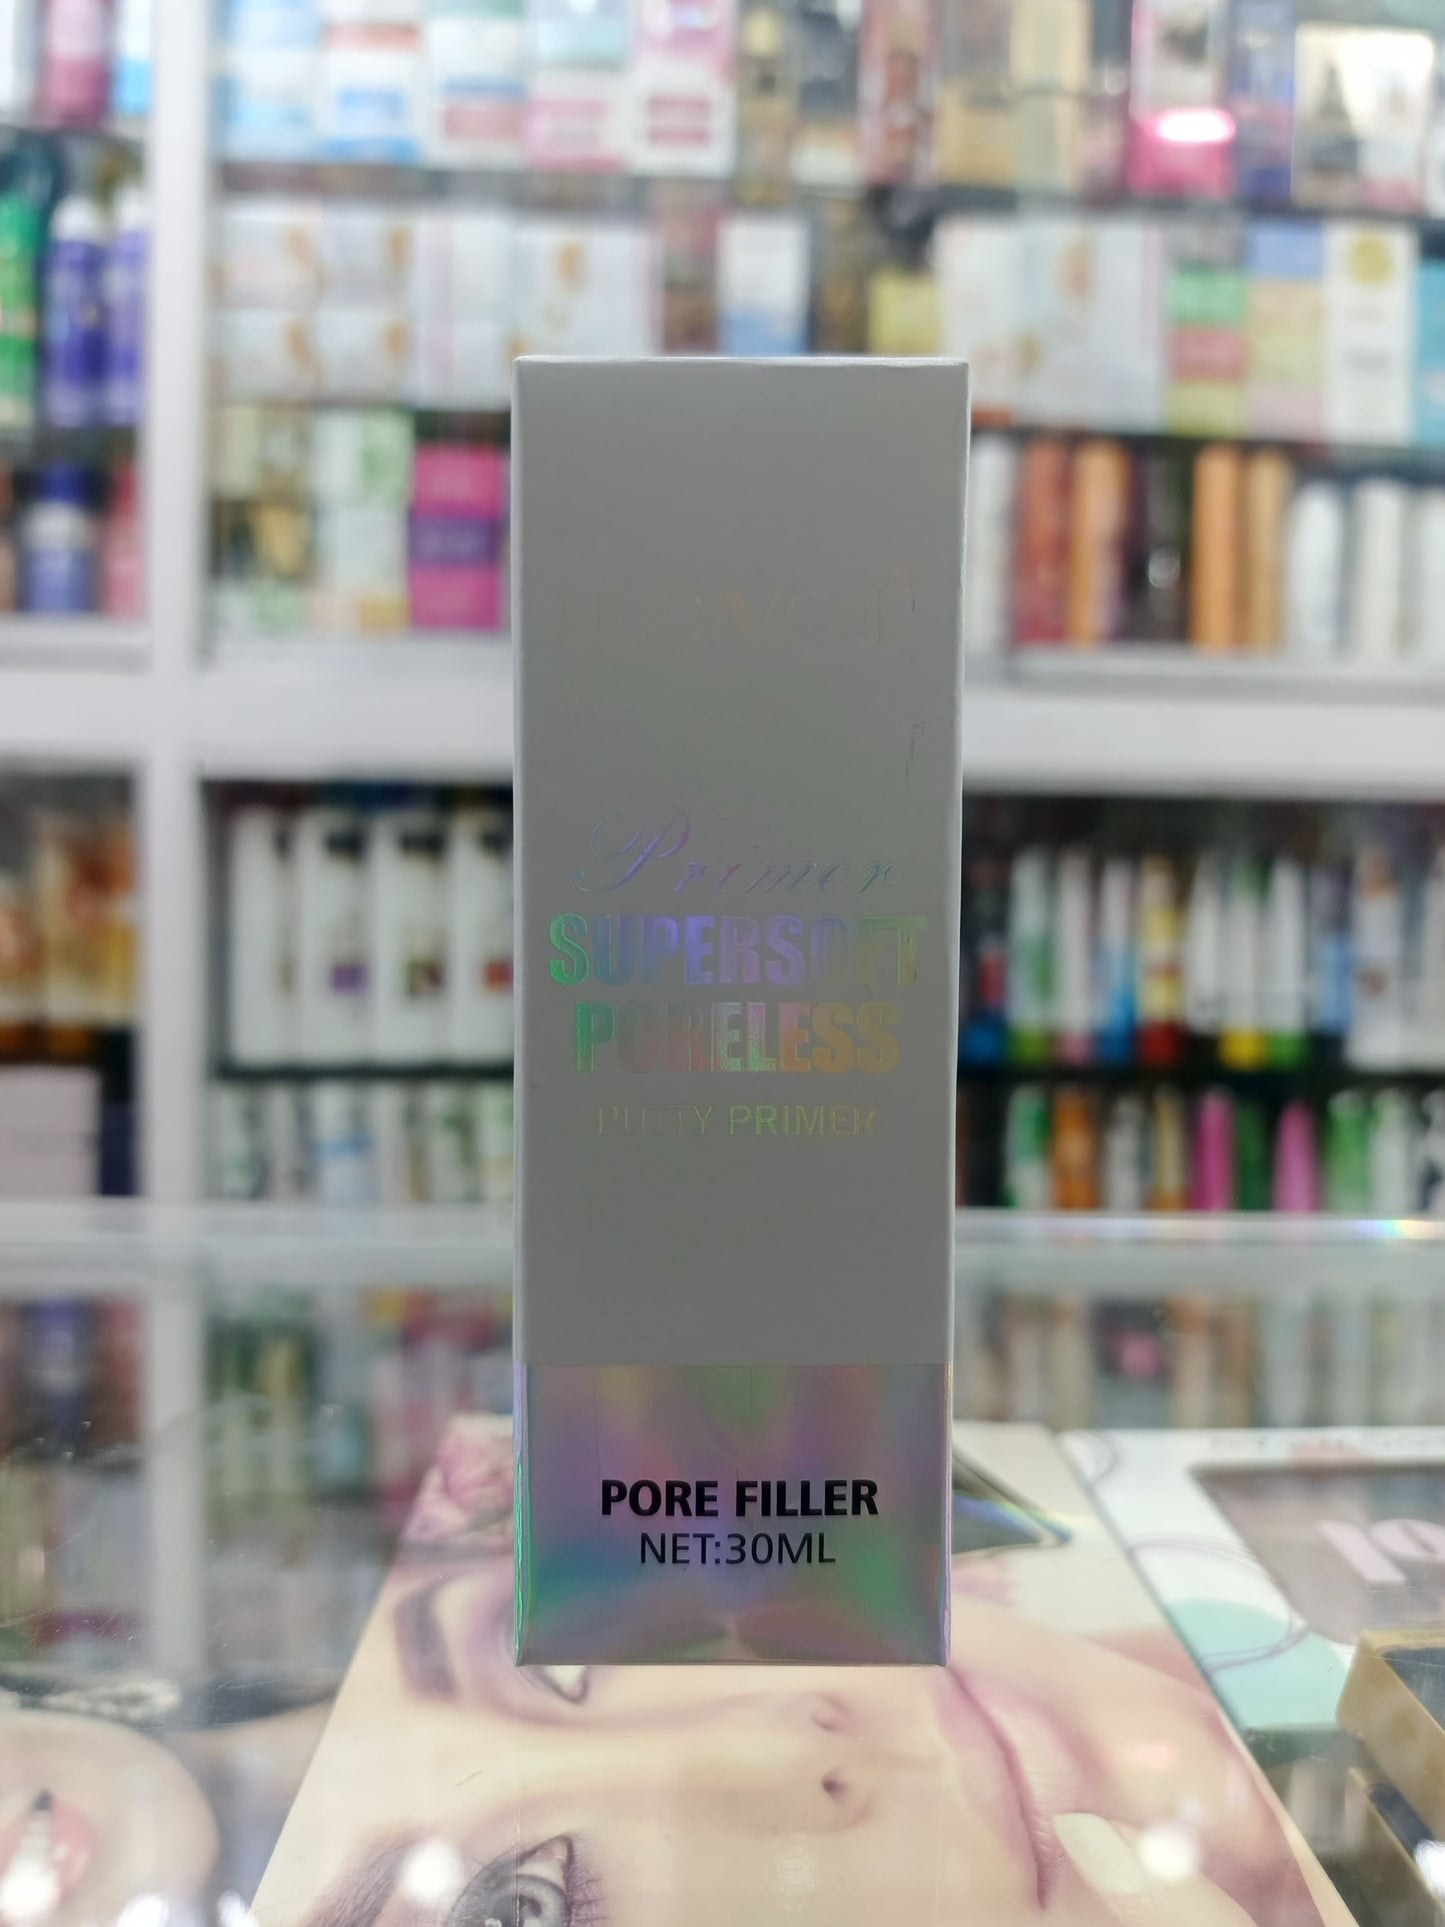 Primer
SUPERSOFT
PORELESS
PUTTY PRIMER
PORE FILLER
NET:30ML